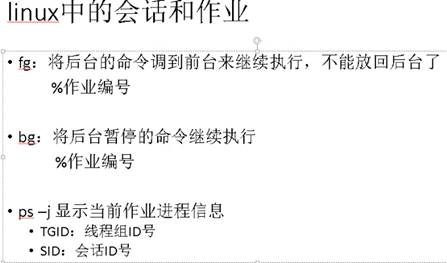 linux中的会话和作业
• fg：将后台的命令调到前台来继续执行，不能放回后台了
%作业编号
• bg：将后台暂停的命令继续执行
%作业编号
• ps –j 显示当前作业进程信息
• TGID：线程组ID号
• SID：会话ID号